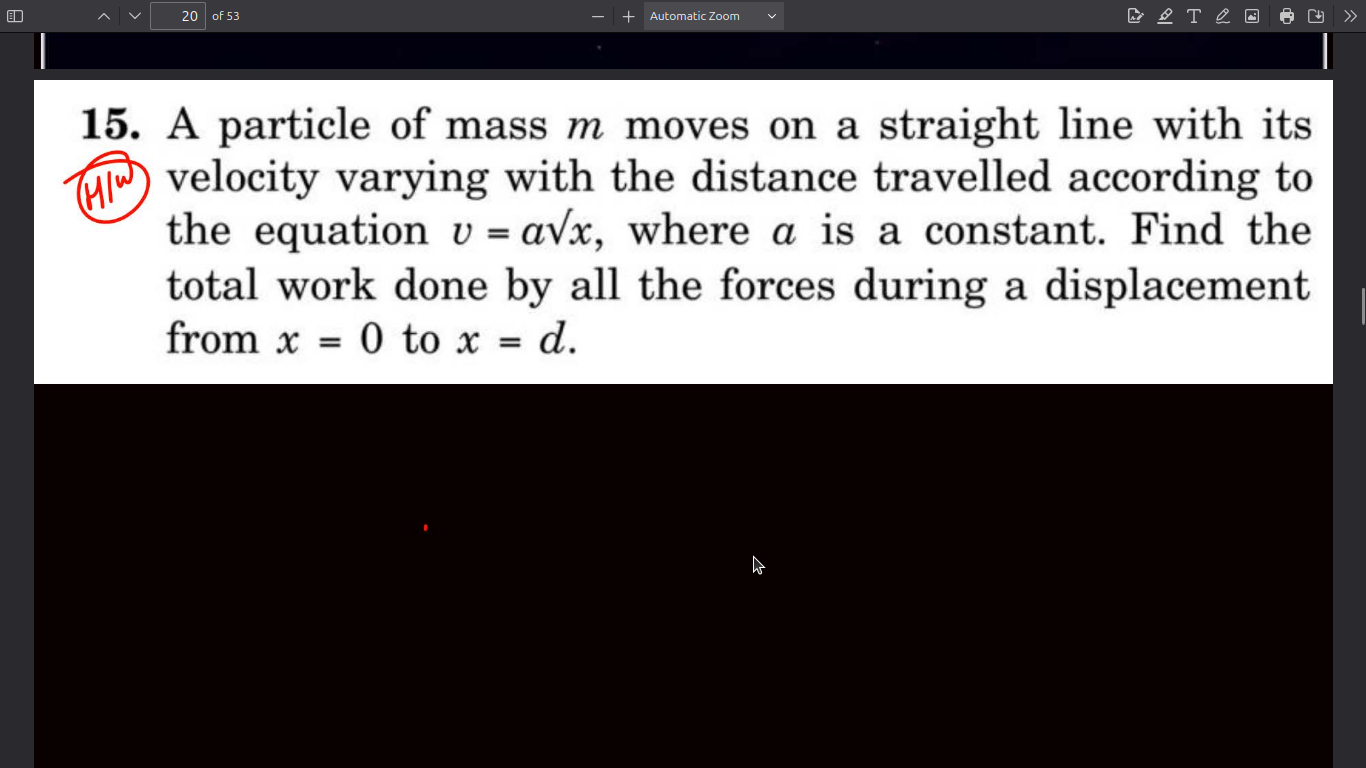 20 of 53 Automatic Zoom
15. A particle of mass m moves on a straight line with its
H/W velocity varying with the distance travelled according to
the equation v = a√x, where a is a constant. Find the
total work done by all the forces during a displacement
from x = 0 to x = d.